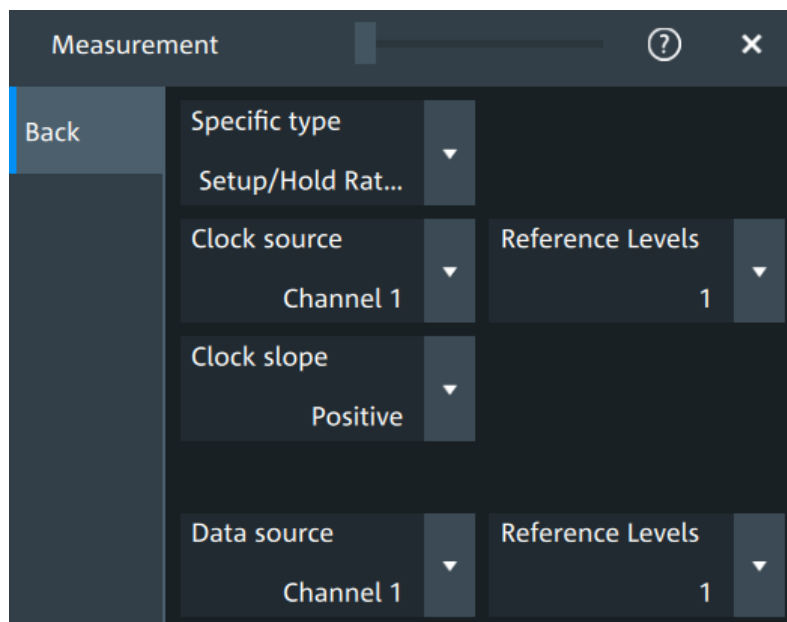 Measurement
Back
Specific type
Setup/Hold Rat...
Clock source
Reference Levels
Channel 1
1
Clock slope
Positive
Data source
Reference Levels
Channel 1
1